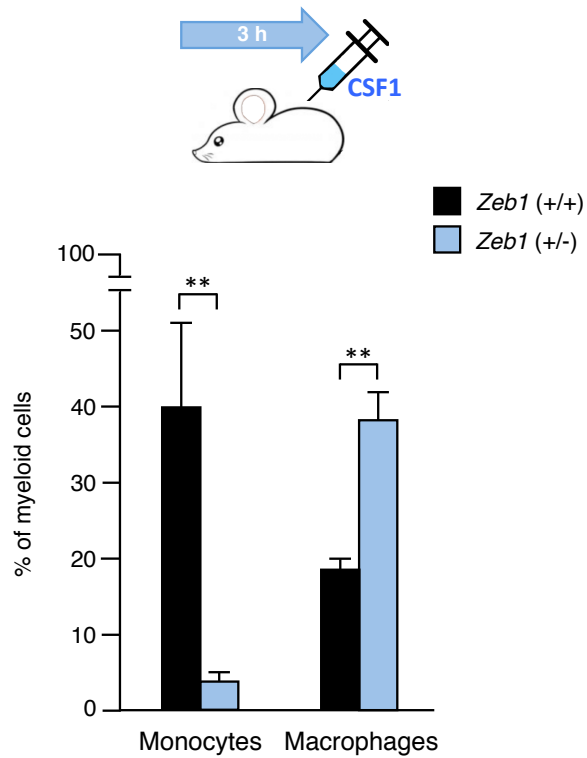 3 h
CSF1
Zeb1 (+/+)
Zeb1 (+/-)
100
50
40
30
20
10
0
% of myeloid cells
**
**
Monocytes
Macrophages